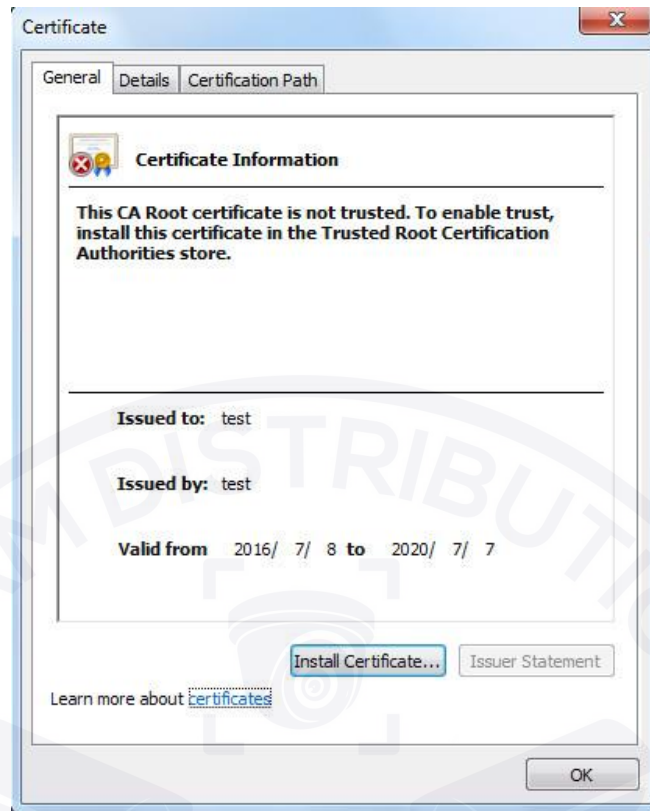 Certificate
General Details Certification Path
Certificate Information
This CA Root certificate is not trusted. To enable trust,
install this certificate in the Trusted Root Certification
Authorities store.
Issued to: test
Issued by: test
Valid from 2016/ 7/ 8 to 2020/ 7/ 7
Install Certificate... Issuer Statement
Learn more about certificates
OK
AM DISTRIBUTIO